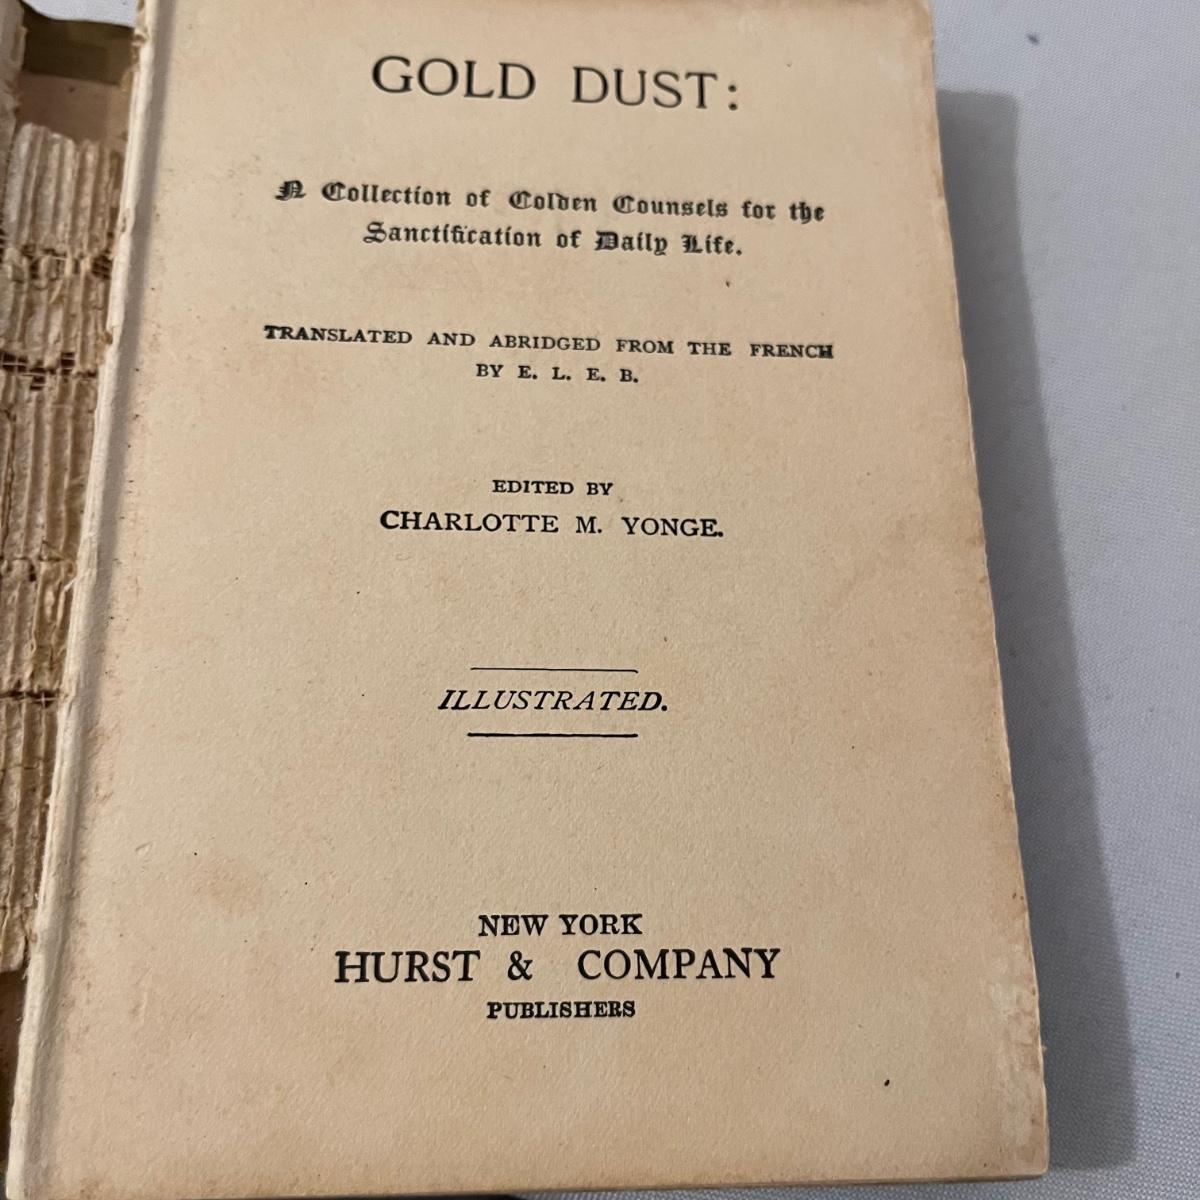 GOLD DUST:
A Collection of Golden Counsels for the
Sanctification of Daily Life.
TRANSLATED AND ABRIDGED FROM THE FRENCH
BY E. L. E. B.
EDITED BY
CHARLOTTE M. YONGE.
ILLUSTRATED.
NEW YORK
HURST & COMPANY
PUBLISHERS